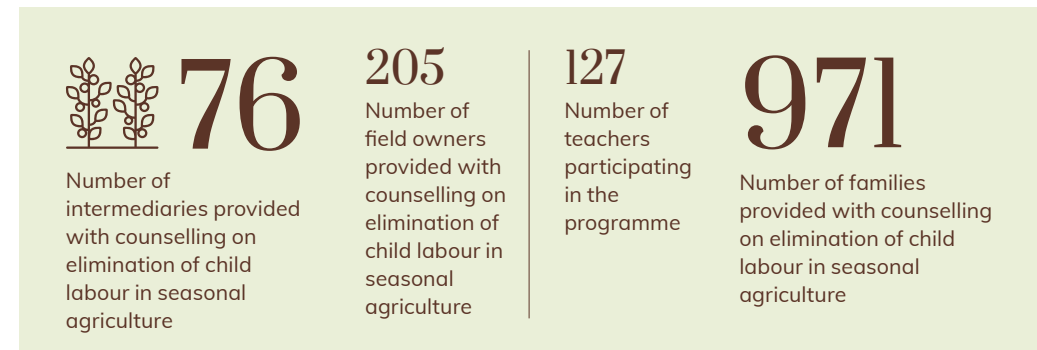 76
Number of
intermediaries provided
with counselling on
elimination of child
labour in seasonal
agriculture
205
Number of
field owners
provided with
counselling on
elimination of
child labour in
seasonal
agriculture
127
Number of
teachers
participating
in the
programme
971
Number of families
provided with counselling
on elimination of child
labour in seasonal
agriculture